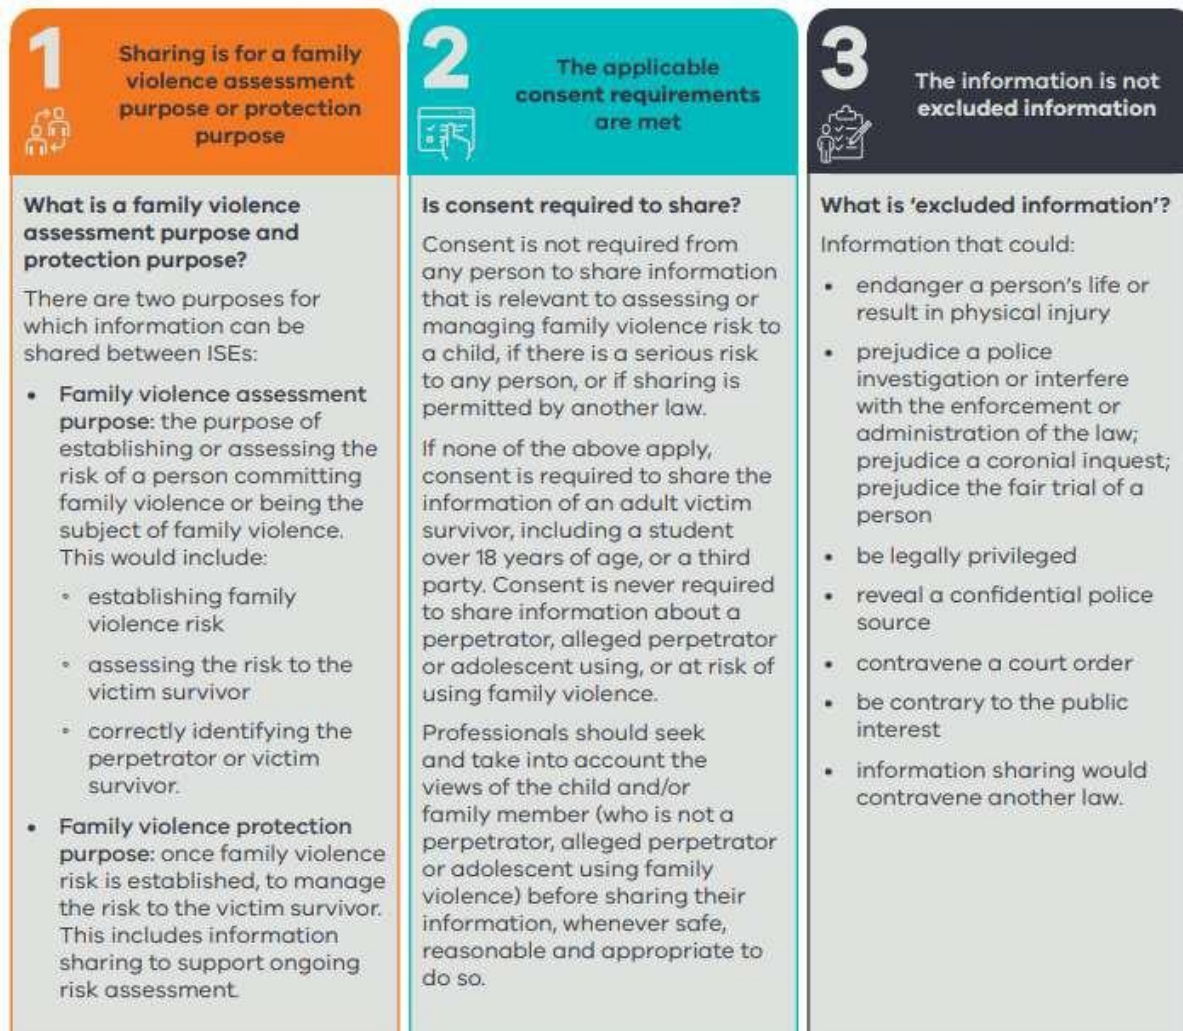 1
Sharing is for a family
violence assessment
purpose or protection
purpose
What is a family violence
assessment purpose and
protection purpose?
There are two purposes for
which information can be
shared between ISEs:
• Family violence assessment
purpose: the purpose of
establishing or assessing the
risk of a person committing
family violence or being the
subject of family violence.
This would include:
◦ establishing family
violence risk
◦ assessing the risk to the
victim survivor
◦ correctly identifying the
perpetrator or victim
survivor.
• Family violence protection
purpose: once family violence
risk is established, to manage
the risk to the victim survivor.
This includes information
sharing to support ongoing
risk assessment.
2
The applicable
consent requirements
are met
Is consent required to share?
Consent is not required from
any person to share information
that is relevant to assessing or
managing family violence risk to
a child, if there is a serious risk
to any person, or if sharing is
permitted by another law.
If none of the above apply,
consent is required to share the
information of an adult victim
survivor, including a student
over 18 years of age, or a third
party. Consent is never required
to share information about a
perpetrator, alleged perpetrator
or adolescent using, or at risk of
using family violence.
Professionals should seek
and take into account the
views of the child and/or
family member (who is not a
perpetrator, alleged perpetrator
or adolescent using family
violence) before sharing their
information, whenever safe,
reasonable and appropriate to
do so.
3
The information is not
excluded information
What is ‘excluded information’?
Information that could:
• endanger a person’s life or
result in physical injury
• prejudice a police
investigation or interfere
with the enforcement or
administration of the law;
prejudice a coronial inquest;
prejudice the fair trial of a
person
• be legally privileged
• reveal a confidential police
source
• contravene a court order
• be contrary to the public
interest
• information sharing would
contravene another law.